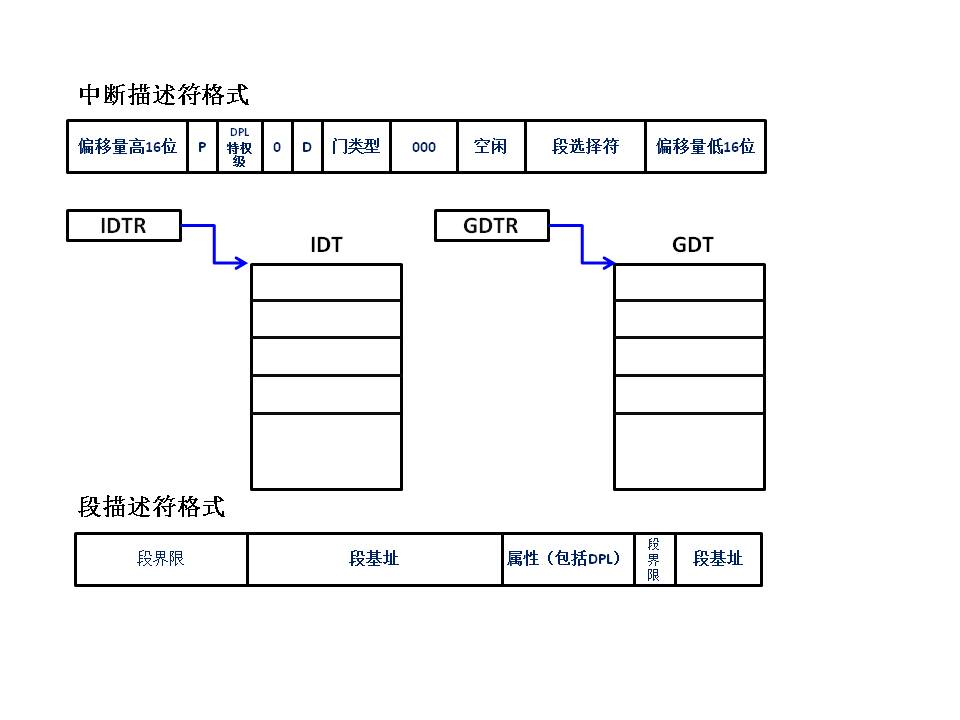 中断描述符格式
偏移量高16位 P DPL 特权级 0 D 门类型 000 空闲 段选择符 偏移量低16位
IDTR GDTR
IDT GDT
段描述符格式
段界限 段基址 属性（包括DPL） 段界限 段基址